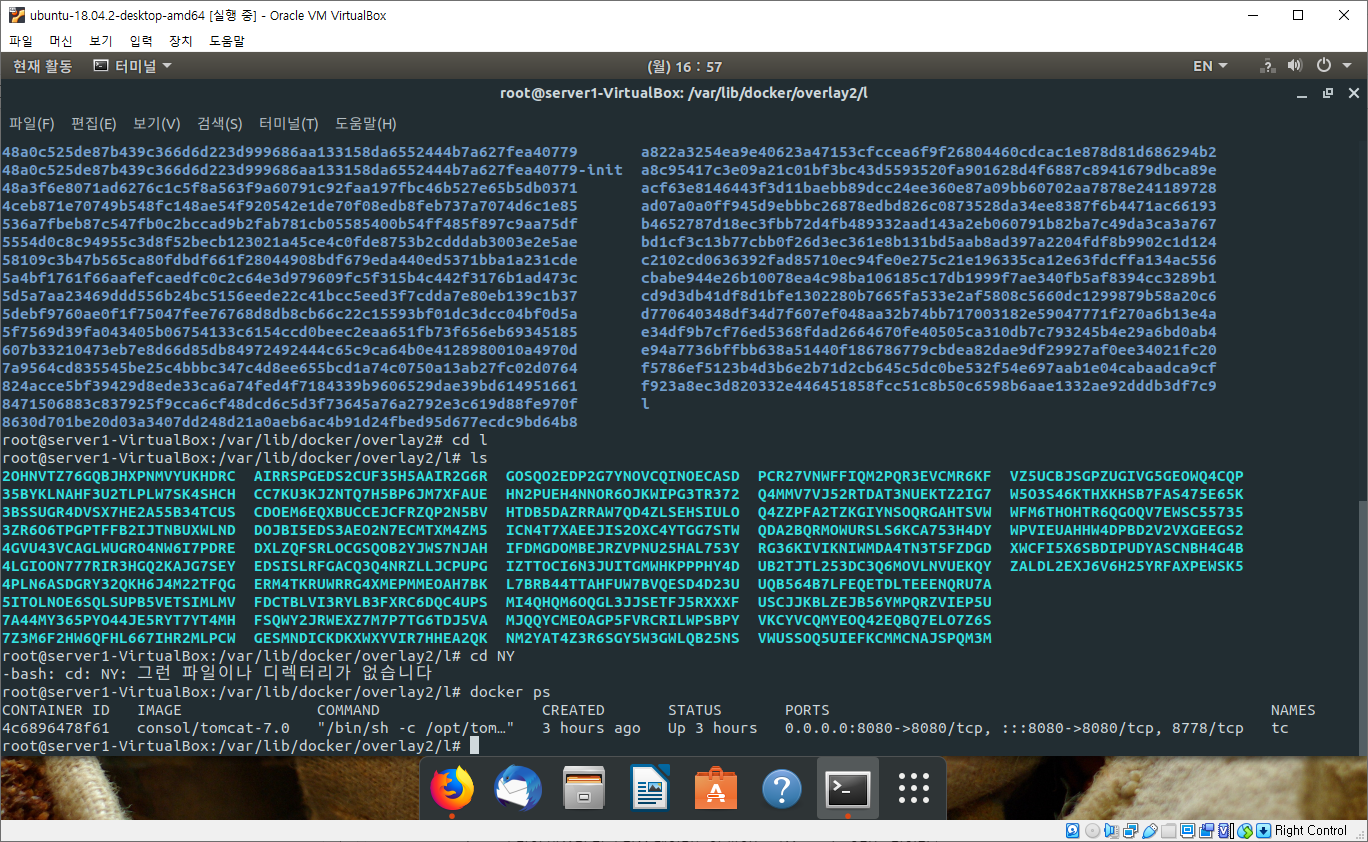 ubuntu-18.04.2-desktop-amd64 [실행 중] - Oracle VM VirtualBox
파일 머신 보기 입력 장치 도움말
현재 활동 터미널 (월) 16 : 57 EN
root@server1-VirtualBox: /var/lib/docker/overlay2/l
파일(F) 편집(E) 보기(V) 검색(S) 터미널(T) 도움말(H)
48a0c525de87b439c366d6d223d999686aa133158da6552444b7a627fea40779 a822a3254ea9e40623a47153cfccea6f9f26804460cdcac1e878d81d686294b2
48a0c525de87b439c366d6d223d999686aa133158da6552444b7a627fea40779-init a8c95417c3e09a21c01bf3bc43d5593520fa901628d4f6887c8941679dbca89e
48a3f6e8071ad6276c1c5f8a563f9a60791c92faa197fbc46b527e65b5db0371 acf63e8146443f3d11baebb89dcc24ee360e87a09bb60702aa7878e241189728
4ceb871e70749b548fc148ae54f920542e1de70f08edb8feb737a7074d6c1e85 ad07a0a0ff945d9ebbbc26878edbd826c0873528da34ee8387f6b4471ac66193
536a7fbeb87c547fb0c2bccad9b2fab781cb05585400b54ff485f897c9aa75df b4652787d18ec3fbb72d4fb489332aad143a2eb060791b82ba7c49da3ca3a767
5554d0c8c94955c3d8f52becb123021a45ce4c0fde8753b2cdddab3003e2e5ae bd1cf3c13b77cbb0f26d3ec361e8b131bd5aab8ad397a2204fdf8b9902c1d124
58109c3b47b565ca80fdbdf661f28044908bdf679eda440ed5371bba1a231cde c2102cd0636392fad85710ec94fe0e275c21e196335ca12e63fdcffa134ac556
5a4bf1761f66aafefcaedfc0c2c64e3d979609fc5f315b4c442f3176b1ad473c cbabe944e26b10078ea4c98ba106185c17db1999f7ae340fb5af8394cc3289b1
5d5a7aa23469ddd556b24bc5156eede22c41bcc5eed3f7cdda7e80eb139c1b37 cd9d3db41df8d1bfe1302280b7665fa533e2af5808c5660dc1299879b58a20c6
5debf9760ae0f1f75047fee76768d8db8cb66c22c15593bf01dc3dcc04bf0d5a d770640348df34d7f607ef048aa32b74bb717003182e59047771f270a6b13e4a
5f7569d39fa043405b06754133c6154ccd0beec2eaa651fb73f656eb69345185 e34df9b7cf76ed5368fdad2664670fe40505ca310db7c793245b4e29a6bd0ab4
607b33210473eb7e8d66d85db84972492444c65c9ca64b0e4128980010a4970d e94a7736bffbb638a51440f186786779cbdea82dae9df29927af0ee34021fc20
7a9564cd835545be25c4bbbc347c4d8ee655bcd1a74c0750a13ab27fc02d0764 f5786ef5123b4d3b6e2b71d2cb645c5dc0be532f54e697aab1e04cabaadca9cf
824acce5bf39429d8ede33ca6a74fed4f7184339b9606529dae39bd614951661 f923a8ec3d820332e446451858fcc51c8b50c6598b6aae1332ae92dddb3df7c9
8471506883c837925f9cca6cf48dcd6c5d3f73645a76a2792e3c619d88fe970f l
8630d701be20d03a3407dd248d21a0aeb6ac4b91d24fbed95d677ecdc9bd64b8
root@server1-VirtualBox:/var/lib/docker/overlay2# cd l
root@server1-VirtualBox:/var/lib/docker/overlay2/l# ls
2OHNVTZ76GQBJHXPNMVYUKHDRC AIRRSPGEDS2CUF35H5AAIR2G6R GOSQO2EDP2G7YNOVCQINOECASD PCR27VNWFFIQM2PQR3EVCMR6KF VZ5UCBJSGPZUGIVG5GEOWQ4CQP
35BYKLNAHF3U2TLPLW7SK4SHCH CC7KU3KJZNTQ7H5BP6JM7XFAUE HN2PUEH4NNOR6OJKWIPG3TR372 Q4MMV7VJ52RTDAT3NUEKTZ2IG7 W5O3S46KTHXKHSB7FAS475E65K
3BSSUGR4DVSX7HE2A55B34TCUS CDOEM6EQXBUCCEJCFRZQP2N5BV HTDB5DAZRRAW7QD4ZLSEHSIULO Q4ZZPFA2TZKGIYNSOQRGAHTSVW WFM6THOHTR6QGOQV7EWSC55735
3ZR6O6TPGPTFFB2IJTNBUXWLND DOJBI5EDS3AEO2N7ECMTXM4ZM5 ICN4T7XAEEJIS2OXC4YTGG7STW QDA2BQRMOWURSLS6KCA753H4DY WPVIEUAHHW4DPBD2V2VXGEEGS2
4GVU43VCAGLWUGRO4NW6I7PDRE DXLZQFSRLOCGSQOB2YJWS7NJAH IFDMGDOMBEJRZVPNU25HAL753Y RG36KIVIKNIWMDA4TN3T5FZDGD XWCFI5X6SBDIPUDYASCNBH4G4B
4LGIOON777RIR3HGQ2KAJG7SEY EDSISLRFGACQ3Q4NRZLLJCPUPG IZTTOCI6N3JUITGMWHKPPPHY4D UB2TJTL253DC3Q6MOVLNVUEKQY ZALDL2EXJ6V6H25YRFAXPEWSK5
4PLN6ASDGRY32QKH6J4M22TFQG ERM4TKRUWRRG4XMEPMMEOAH7BK L7BRB44TTAHFUW7BVQESD4D23U UQB564B7LFEQETDLTEEENQRU7A
5ITOLNOE6SQLSUPB5VETSIMLMV FDCTBLVI3RYLB3FXRC6DQC4UPS MI4QHQM6OQGL3JJSETFJ5RXXXF USCJJKBLZEJB56YMPQRZVIEP5U
7A44MY365PYO44JE5RYT7YT4MH FQSWY2JRWEXZ7M7P7TG6TDJ5VA MJQQYCMEOAGP5FVRCRILWPSBPY VKCYVCQMYEOQ42EQBQ7ELO7Z6S
7Z3M6F2HW6QFHL667IHR2MLPCW GESMNDICKDKXWXYVIR7HHEA2QK NM2YAT4Z3R6SGY5W3GWLQB25NS VWUSSOQ5UIEFKCMMCNAJSPQM3M
root@server1-VirtualBox:/var/lib/docker/overlay2/l# cd NY
-bash: cd: NY: 그런 파일이나 디렉터리가 없습니다
root@server1-VirtualBox:/var/lib/docker/overlay2/l# docker ps
CONTAINER ID IMAGE COMMAND CREATED STATUS PORTS NAMES
4c6896478f61 consol/tomcat-7.0 "/bin/sh -c /opt/tom…" 3 hours ago Up 3 hours 0.0.0.0:8080->8080/tcp, :::8080->8080/tcp, 8778/tcp tc
root@server1-VirtualBox:/var/lib/docker/overlay2/l#
Right Control